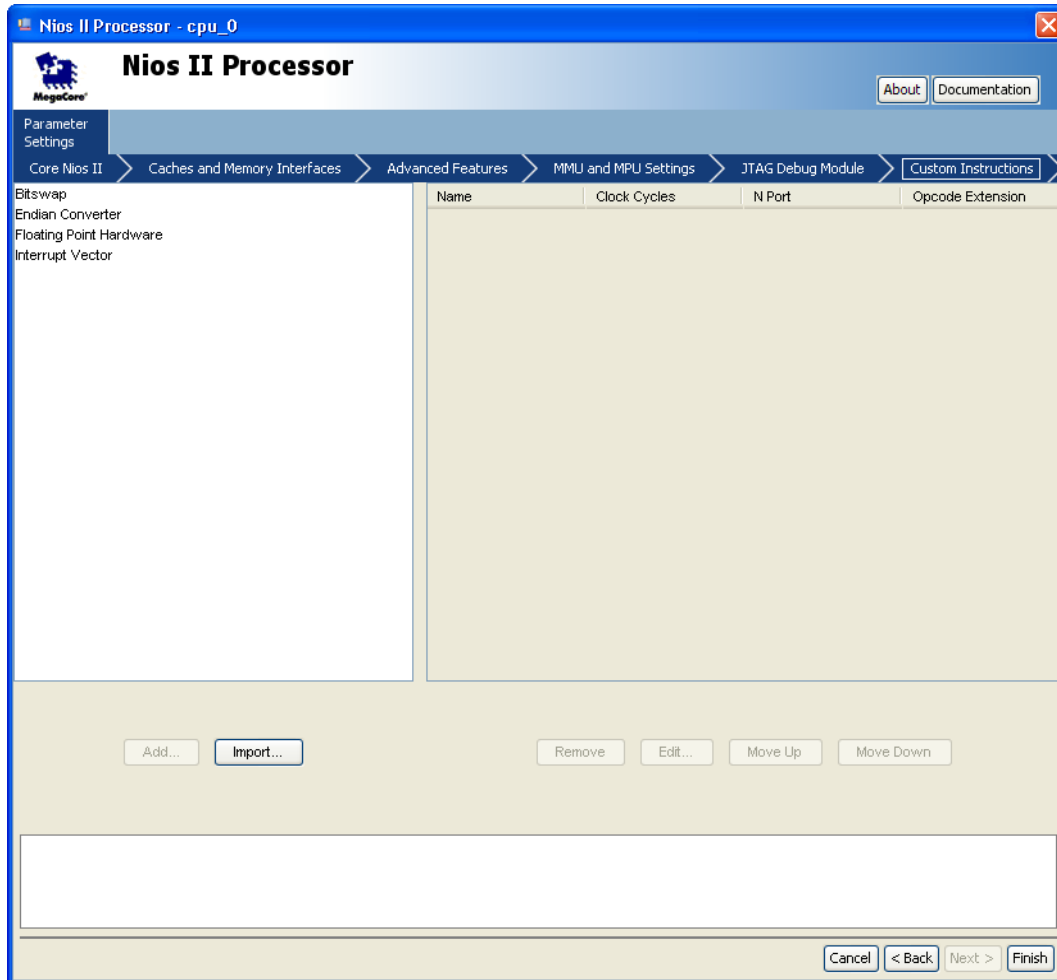 Nios II Processor - cpu_0
Nios II Processor
MegaCore®
About Documentation
Parameter
Settings
Core Nios II Caches and Memory Interfaces Advanced Features MMU and MPU Settings JTAG Debug Module Custom Instructions
Bitswap
Endian Converter
Floating Point Hardware
Interrupt Vector
Name Clock Cycles N Port Opcode Extension
Add... Import... Remove Edit... Move Up Move Down
Cancel < Back Next > Finish